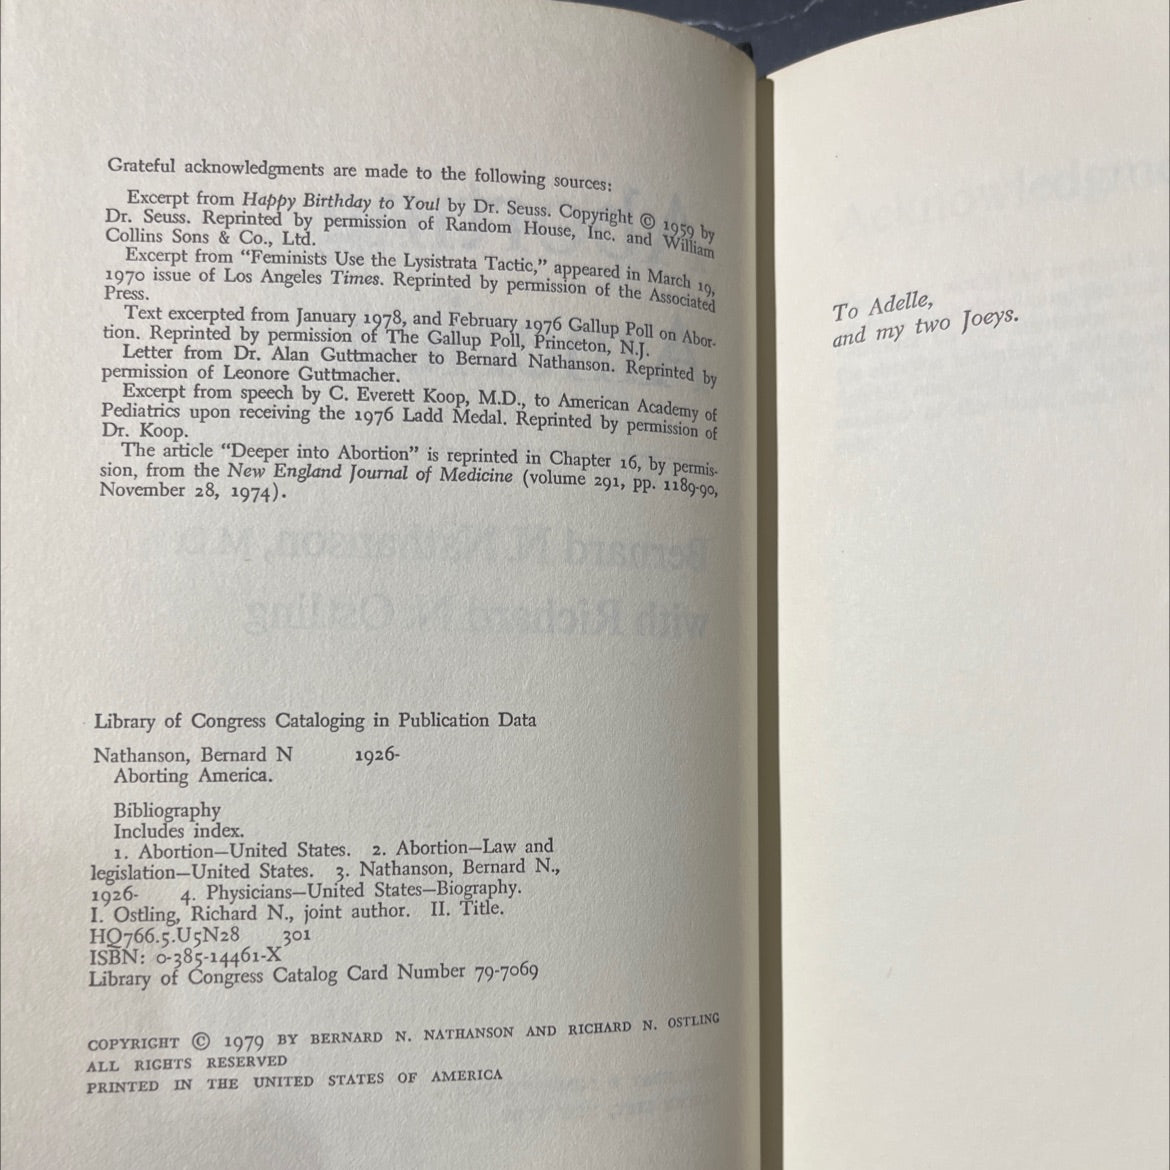 Grateful acknowledgments are made to the following sources:
Excerpt from Happy Birthday to You! by Dr. Seuss. Copyright © 1959 by
Dr. Seuss. Reprinted by permission of Random House, Inc. and William
Collins Sons & Co., Ltd.
Excerpt from “Feminists Use the Lysistrata Tactic,” appeared in March 19,
1970 issue of Los Angeles Times. Reprinted by permission of the Associated
Press.
Text excerpted from January 1978, and February 1976 Gallup Poll on Abor-
tion. Reprinted by permission of The Gallup Poll, Princeton, N.J.
Letter from Dr. Alan Guttmacher to Bernard Nathanson. Reprinted by
permission of Leonore Guttmacher.
Excerpt from speech by C. Everett Koop, M.D., to American Academy of
Pediatrics upon receiving the 1976 Ladd Medal. Reprinted by permission of
Dr. Koop.
The article “Deeper into Abortion” is reprinted in Chapter 16, by permis-
sion, from the New England Journal of Medicine (volume 291, pp. 1189-90,
November 28, 1974).
Bernard N. Nathanson, M.D.
with Richard N. Ostling
Library of Congress Cataloging in Publication Data
Nathanson, Bernard N 1926-
Aborting America.
Bibliography
Includes index.
1. Abortion—United States. 2. Abortion—Law and
legislation—United States. 3. Nathanson, Bernard N.,
1926- 4. Physicians—United States—Biography.
I. Ostling, Richard N., joint author. II. Title.
HQ766.5.U5N28 301
ISBN: 0-385-14461-X
Library of Congress Catalog Card Number 79-7069
COPYRIGHT © 1979 BY BERNARD N. NATHANSON AND RICHARD N. OSTLING
ALL RIGHTS RESERVED
PRINTED IN THE UNITED STATES OF AMERICA
To Adelle,
and my two Joeys.